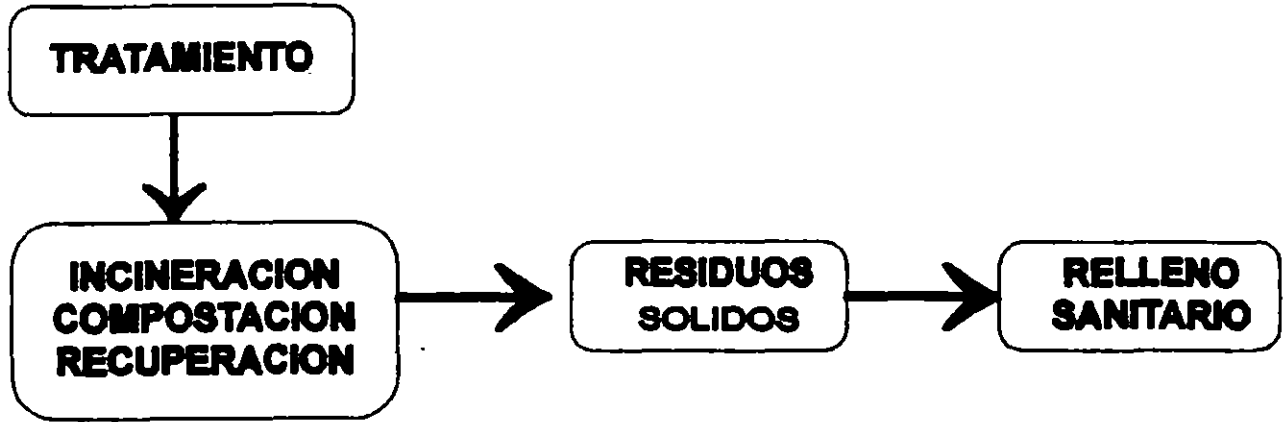 TRATAMIENTO
INCINERACION
COMPOSTACION
RECUPERACION
RESIDUOS
SOLIDOS
RELLENO
SANITARIO